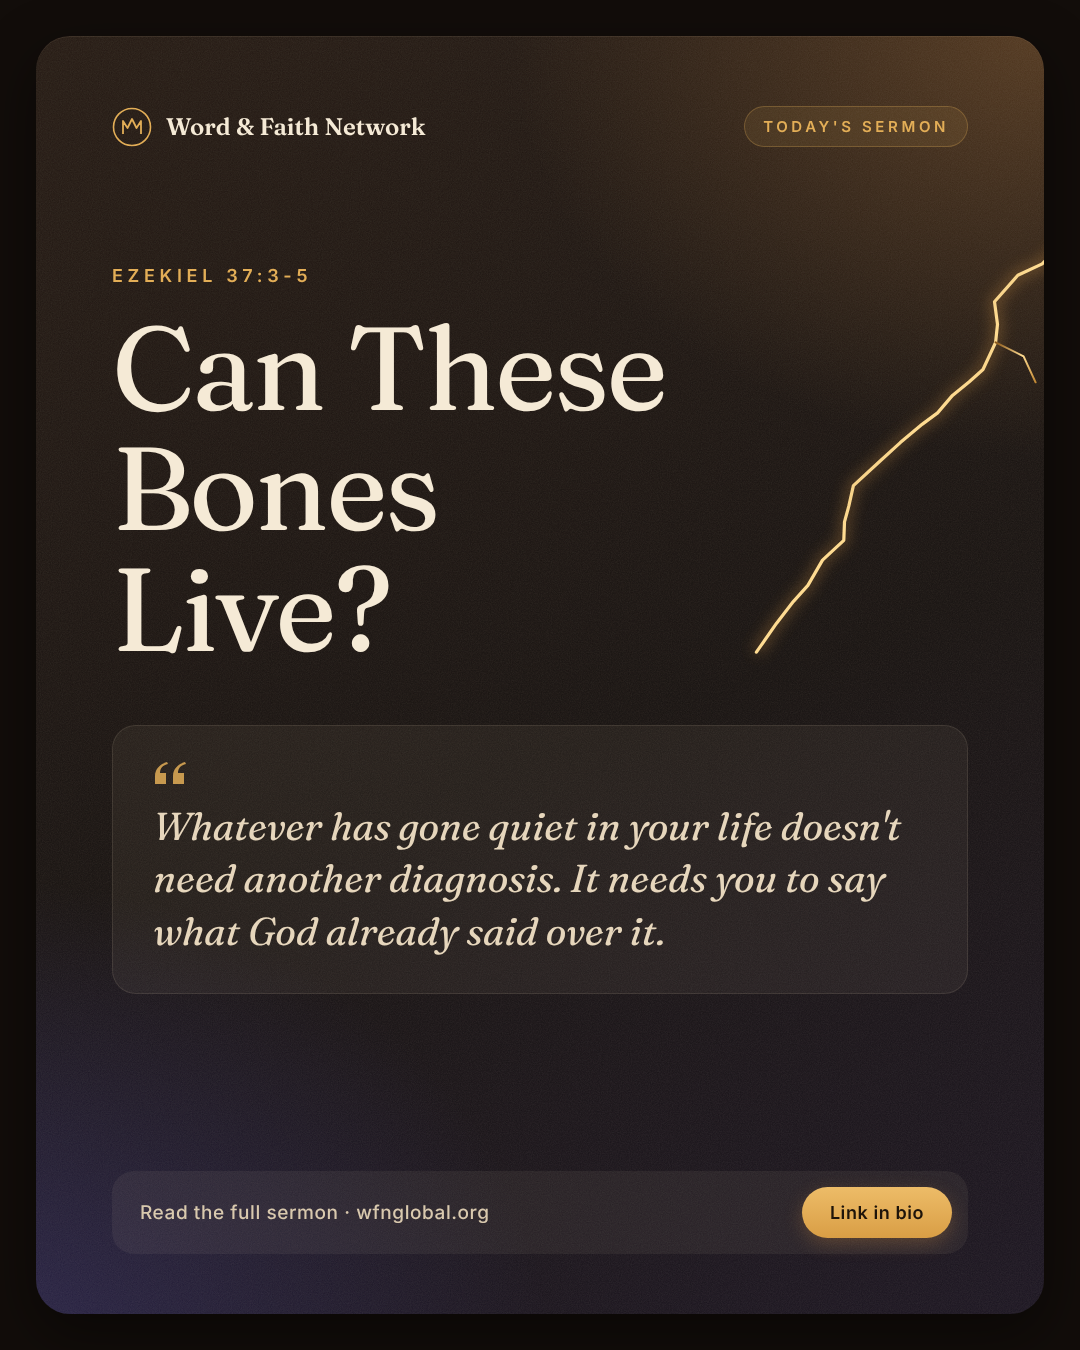 Word & Faith Network
TODAY'S SERMON
EZEKIEL 37:3-5
Can These
Bones
Live?
“
Whatever has gone quiet in your life doesn't
need another diagnosis. It needs you to say
what God already said over it.
Read the full sermon · wfnglobal.org
Link in bio